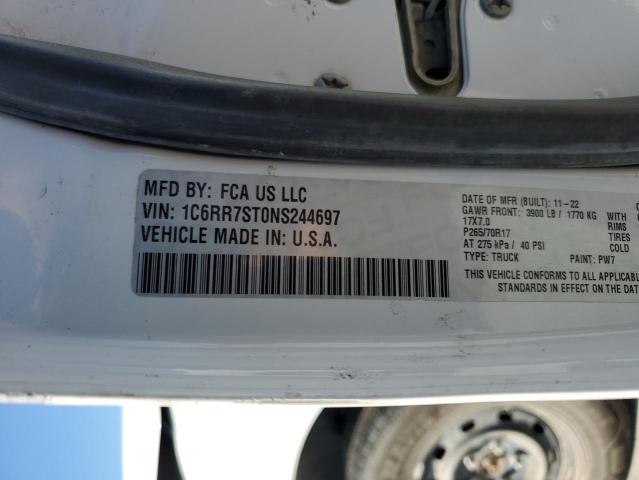 MFD BY: FCA US LLC
VIN: 1C6RR7ST0NS244697
VEHICLE MADE IN: U.S.A.
DATE OF MFR (BUILT): 11-22
GAWR FRONT: 3900 LB / 1770 KG WITH
17X7.0 RIMS
P265/70R17 TIRES
AT 275 kPa / 40 PSI COLD
TYPE: TRUCK PAINT: PW7
THIS VEHICLE CONFORMS TO ALL APPLICABL
STANDARDS IN EFFECT ON THE DAT